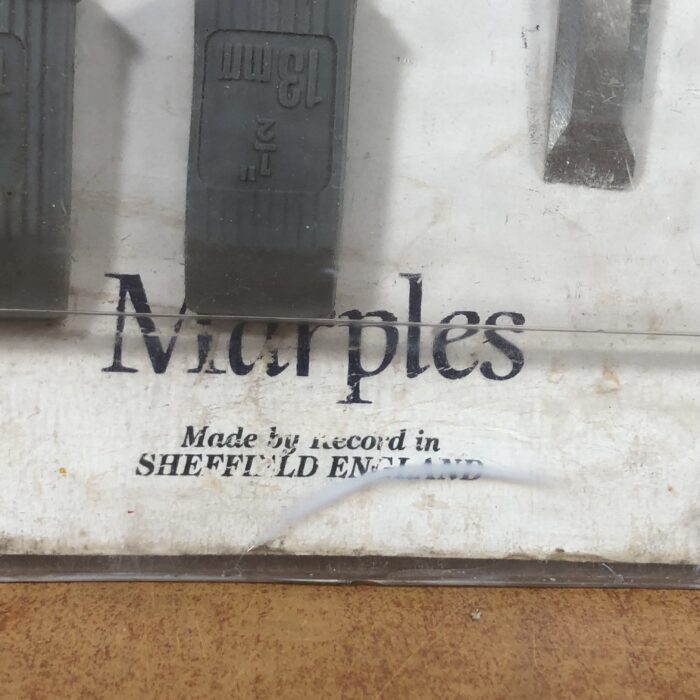 13mm
1/2"
Marples
Made by Record in
SHEFFIELD ENGLAND